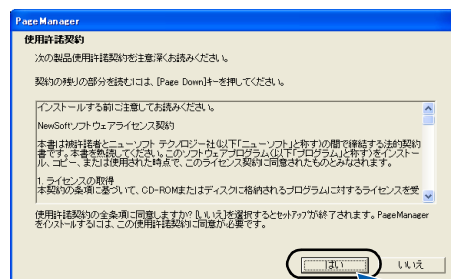 PageManager
使用許諾契約
次の製品使用許諾契約を注意深くお読みください。
契約の残りの部分を読むには、[Page Down]キーを押してください。
インストールする前に注意してお読みください。
NewSoftソフトウェアライセンス契約
本書は被許諾者とニューソフト テクノロジー社(以下「ニューソフト」と称す)の間で締結する法的契約
書です。本書を熟読してください。このソフトウェアプログラム(以下「プログラム」と称す)をインストー
ル、コピー、または使用された時点で、このライセンス契約に同意されたものとみなされます。
1. ライセンスの取得
本契約の条項に基づいて、CD-ROMまたはディスクに格納されるプログラムに対するライセンスを受
使用許諾契約の全条項に同意しますか? [いいえ]を選択するとセットアップが終了されます。PageManager
をインストールするには、この使用許諾契約に同意が必要です。
はい
いいえ